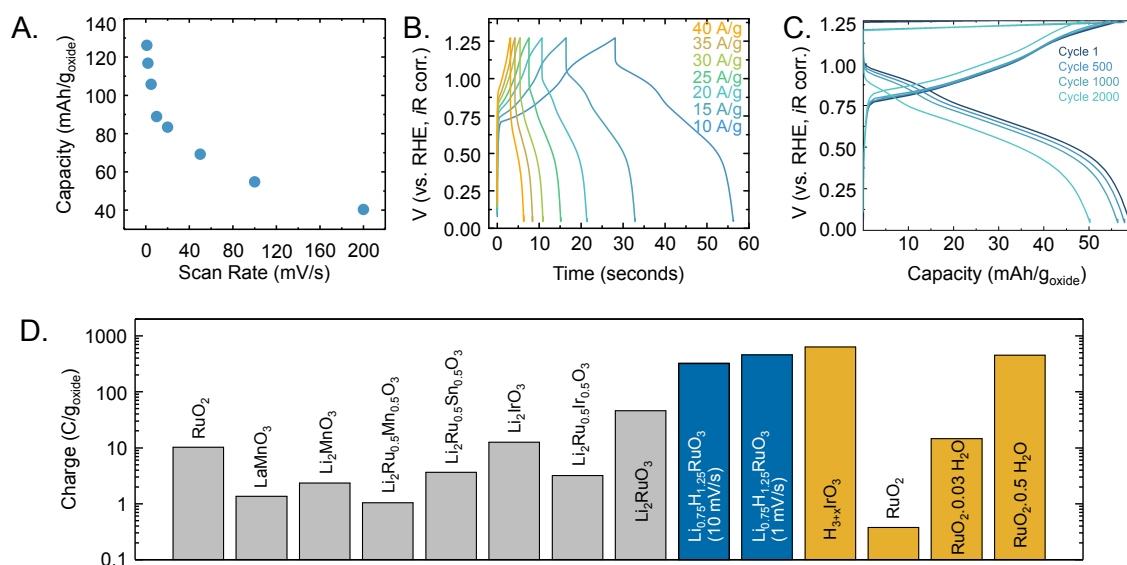 A.
Capacity (mAh/g_oxide)
140
120
100
80
60
40
0
40
80
120
160
200
Scan Rate (mV/s)
B.
V (vs. RHE, iR corr.)
1.25
1.00
0.75
0.50
0.25
0.00
0
10
20
30
40
50
60
Time (seconds)
40 A/g
35 A/g
30 A/g
25 A/g
20 A/g
15 A/g
10 A/g
C.
V (vs. RHE, iR corr.)
1.25
1.00
0.75
0.50
0.25
0.00
10
20
30
40
50
Capacity (mAh/g_oxide)
Cycle 1
Cycle 500
Cycle 1000
Cycle 2000
D.
Charge (C/g_oxide)
1000
100
10
1
0.1
RuO2
LaMnO3
Li2MnO3
Li2Ru0.5Mn0.5O3
Li2Ru0.5Sn0.5O3
Li2IrO3
Li2Ru0.5Ir0.5O3
Li2RuO3
Li0.75H1.25RuO3
(10 mV/s)
Li0.75H1.25RuO3
(1 mV/s)
H3+xIrO3
RuO2
RuO2.0.03 H2O
RuO2.0.5 H2O